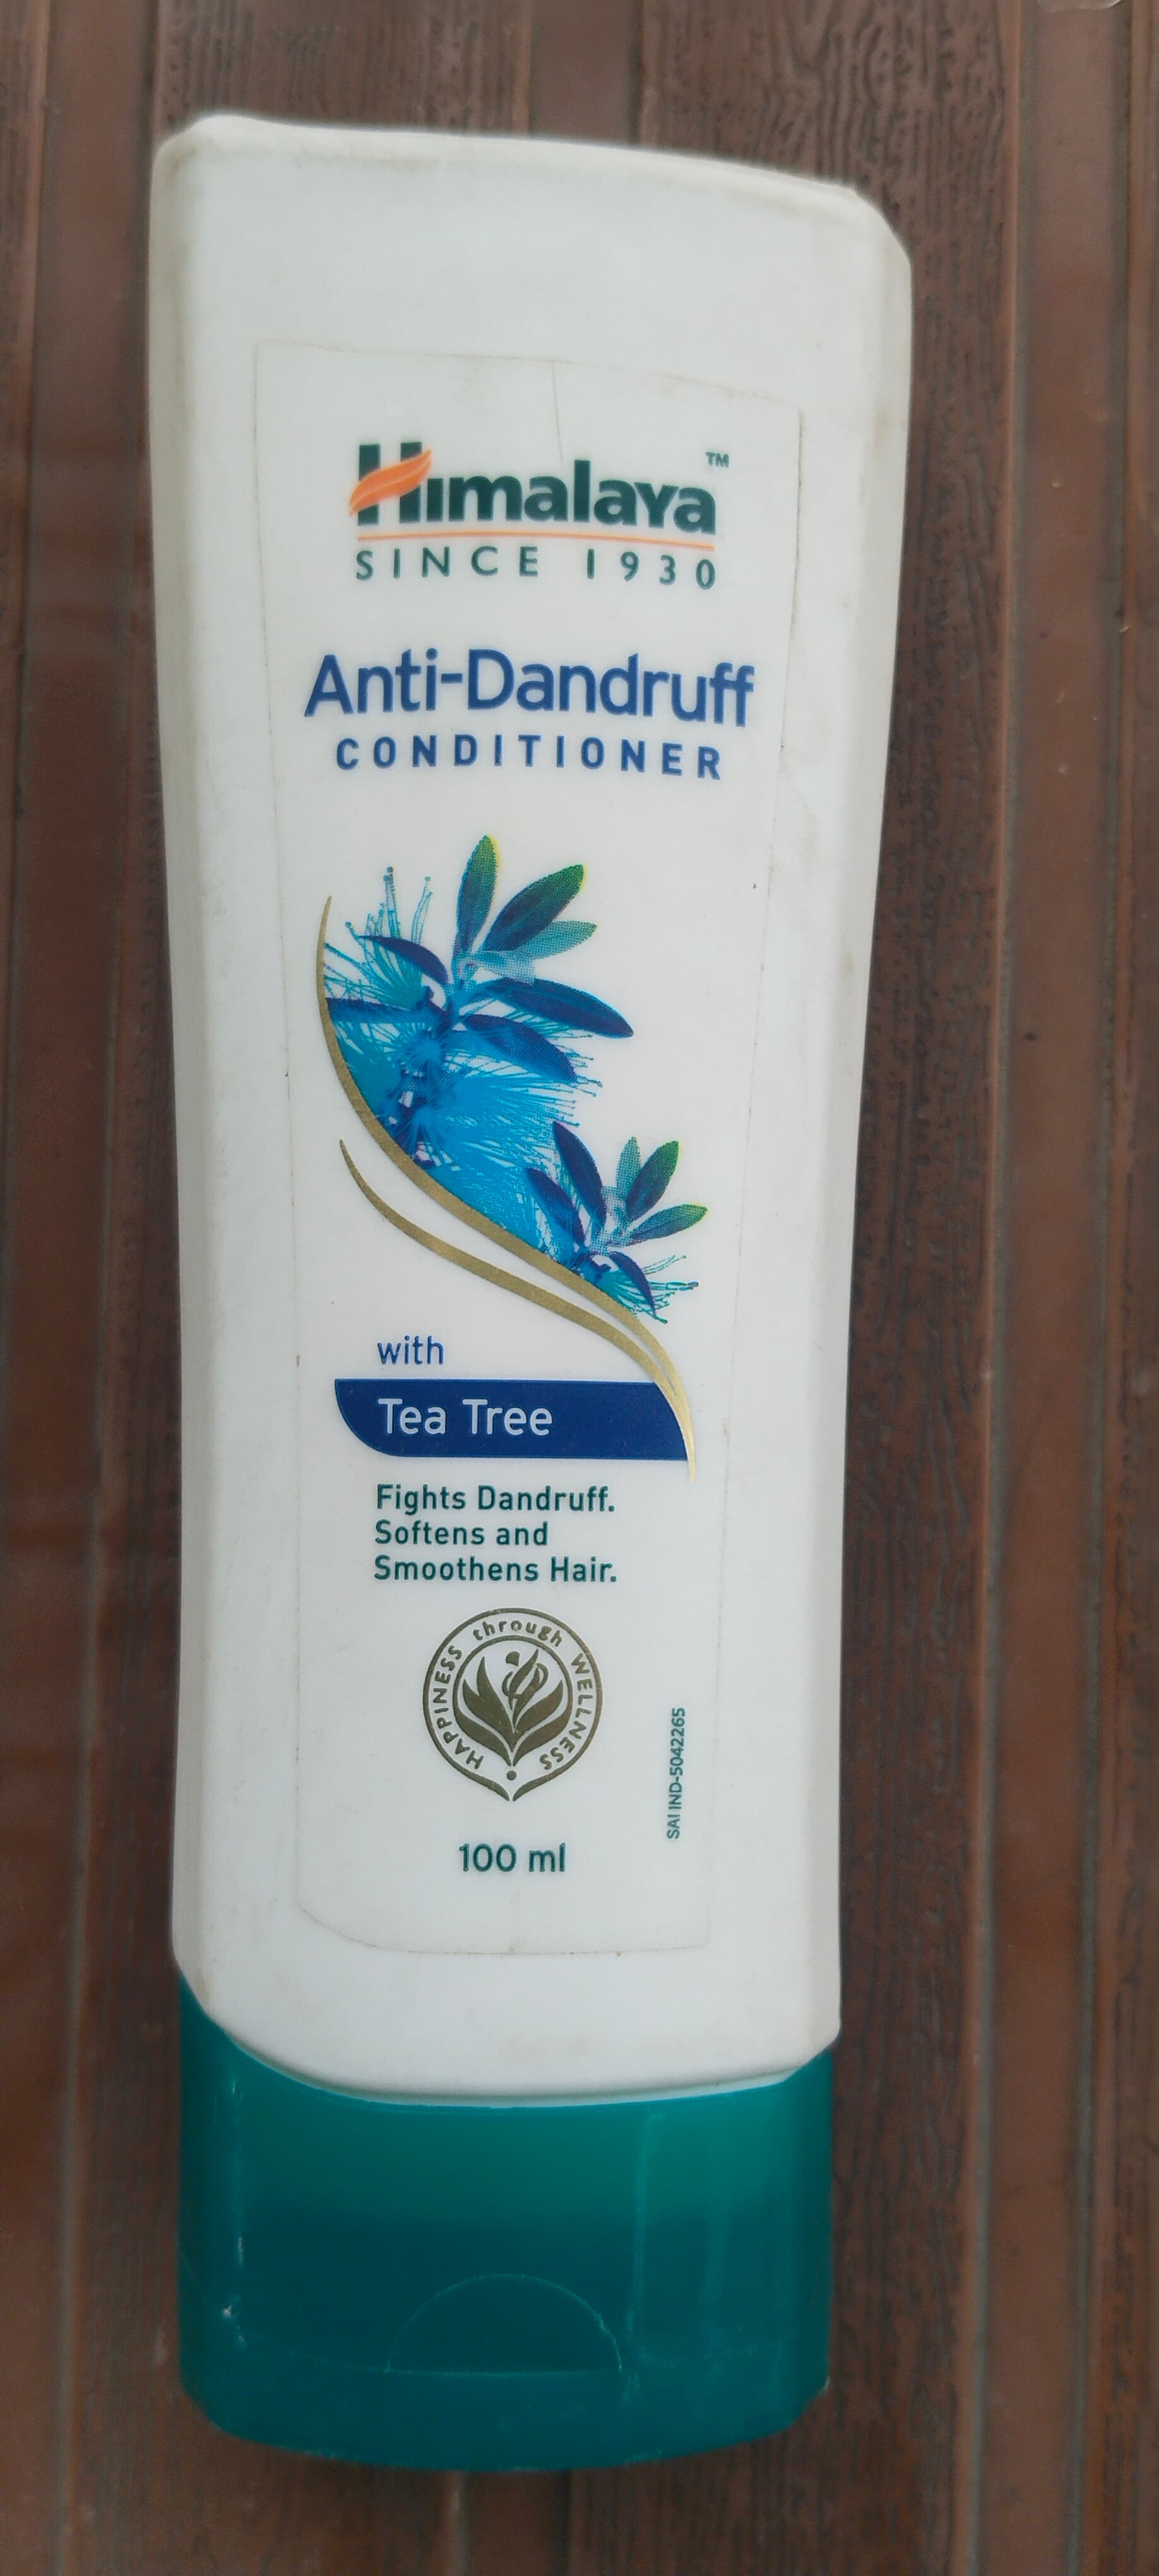 Himalaya™
SINCE 1930
Anti-Dandruff
CONDITIONER
with
Tea Tree
Fights Dandruff.
Softens and
Smoothens Hair.
HAPPINESS through WELLNESS
SAI IND-5042265
100 ml